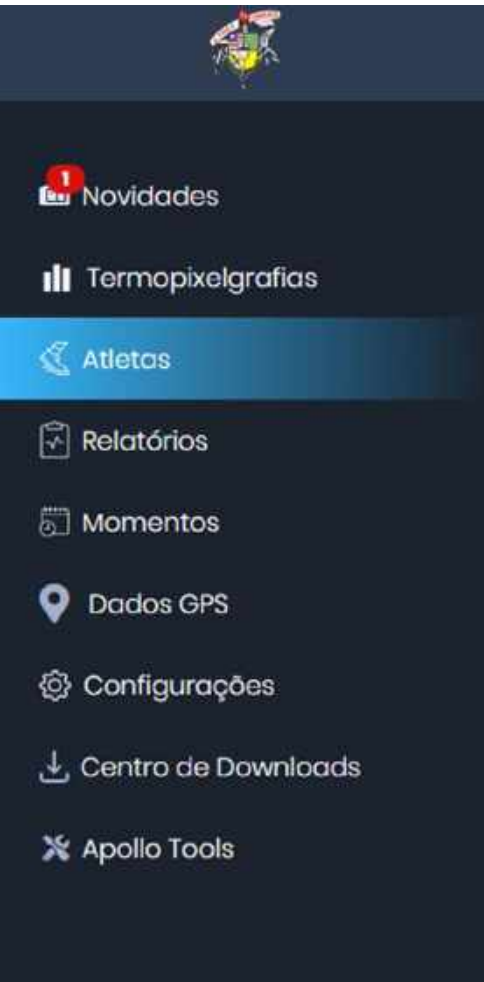 1
Novidades
Termopixelgrafias
Atletas
Relatórios
Momentos
Dados GPS
Configurações
Centro de Downloads
Apollo Tools